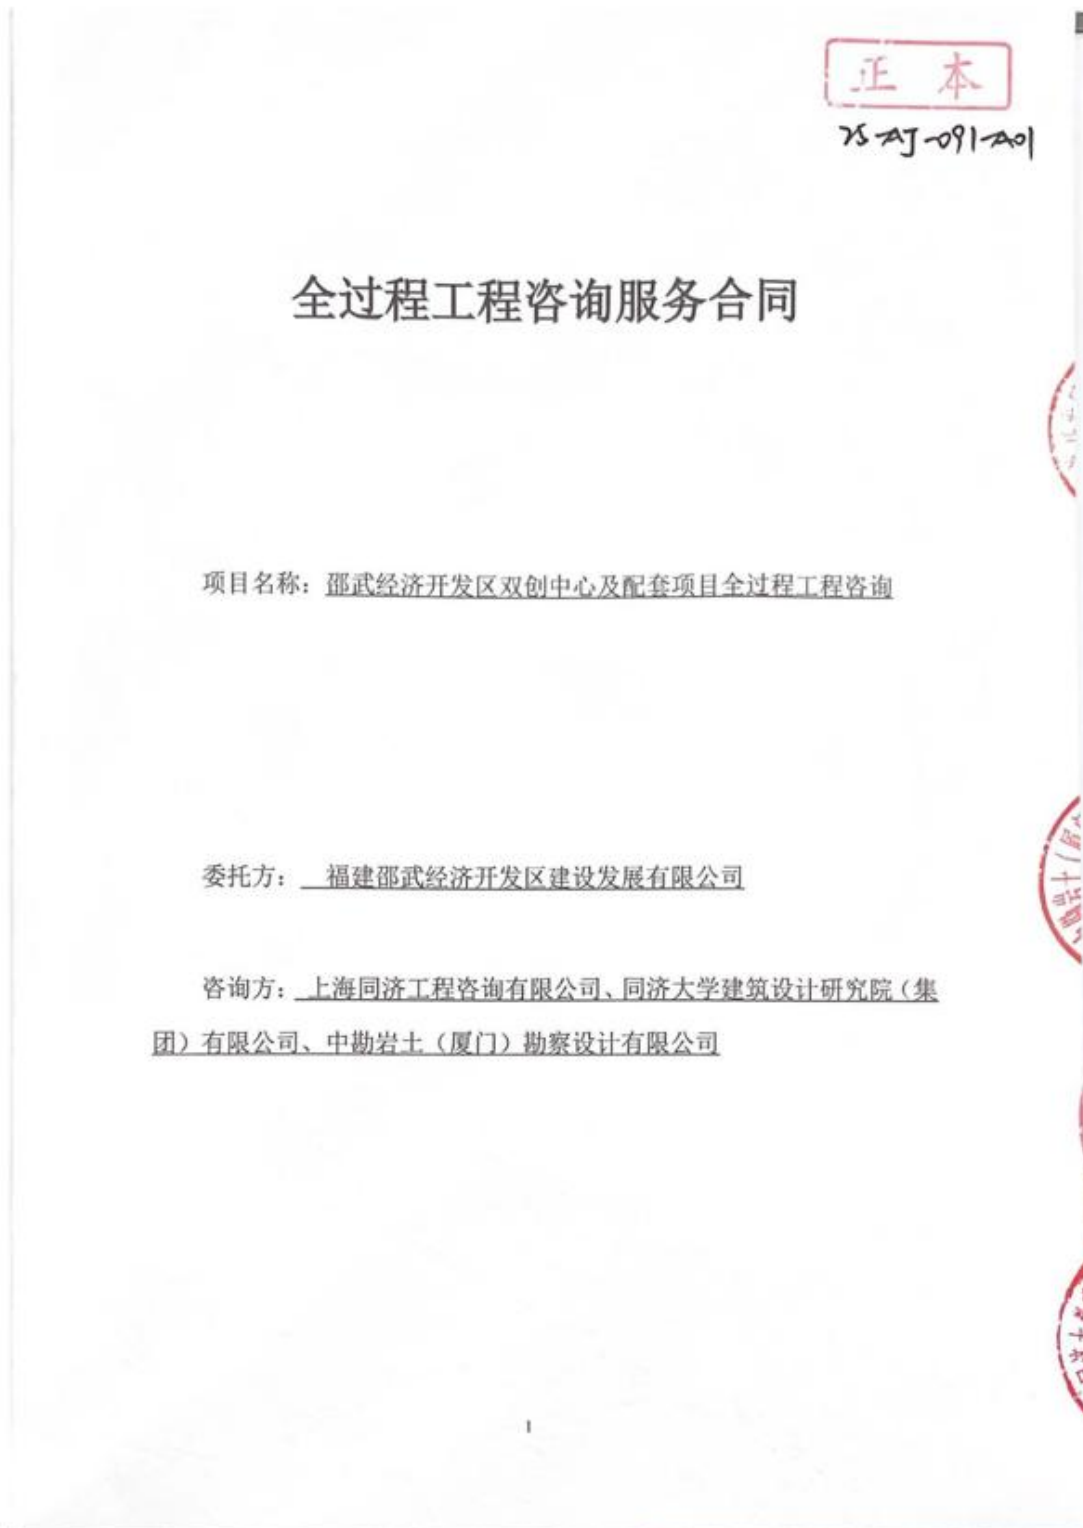 正 本
25-AJ-091-A01
全过程工程咨询服务合同
项目名称：邵武经济开发区双创中心及配套项目全过程工程咨询
委托方： 福建邵武经济开发区建设发展有限公司
咨询方： 上海同济工程咨询有限公司、同济大学建筑设计研究院（集
团）有限公司、中勘岩土（厦门）勘察设计有限公司
1